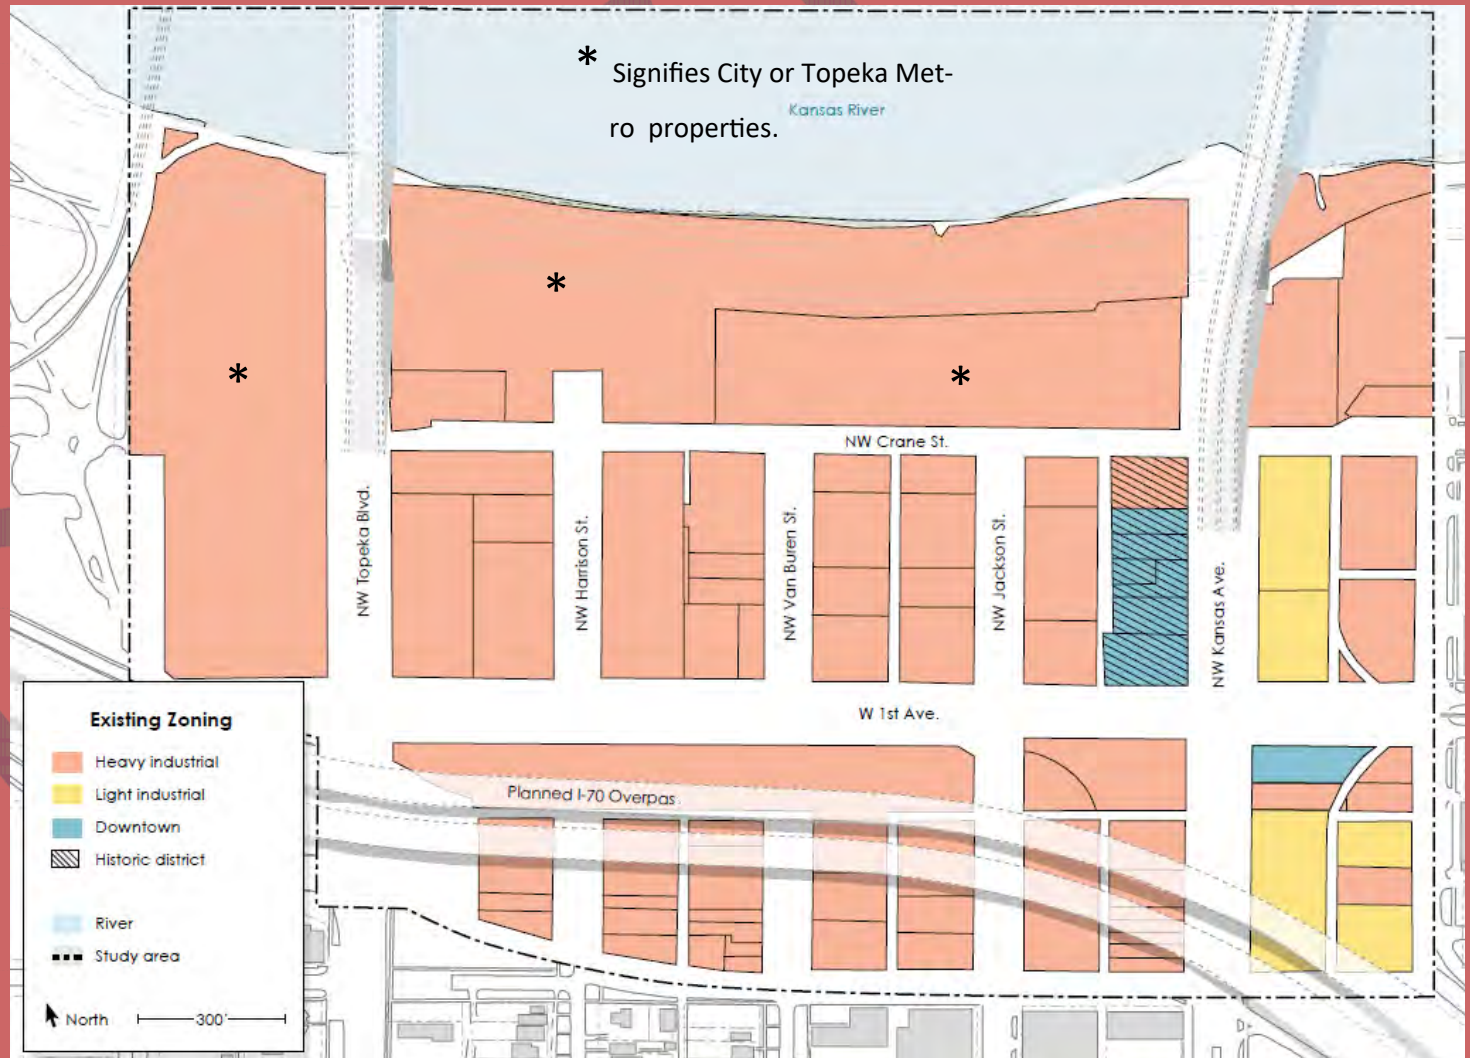 * Signifies City or Topeka Met-
ro properties.
Kansas River
*
*
*
NW Crane St.
NW Topeka Blvd.
NW Harrison St.
NW Van Buren St.
NW Jackson St.
NW Kansas Ave.
W 1st Ave.
Planned I-70 Overpas
Existing Zoning
Heavy industrial
Light industrial
Downtown
Historic district
River
Study area
North
300'